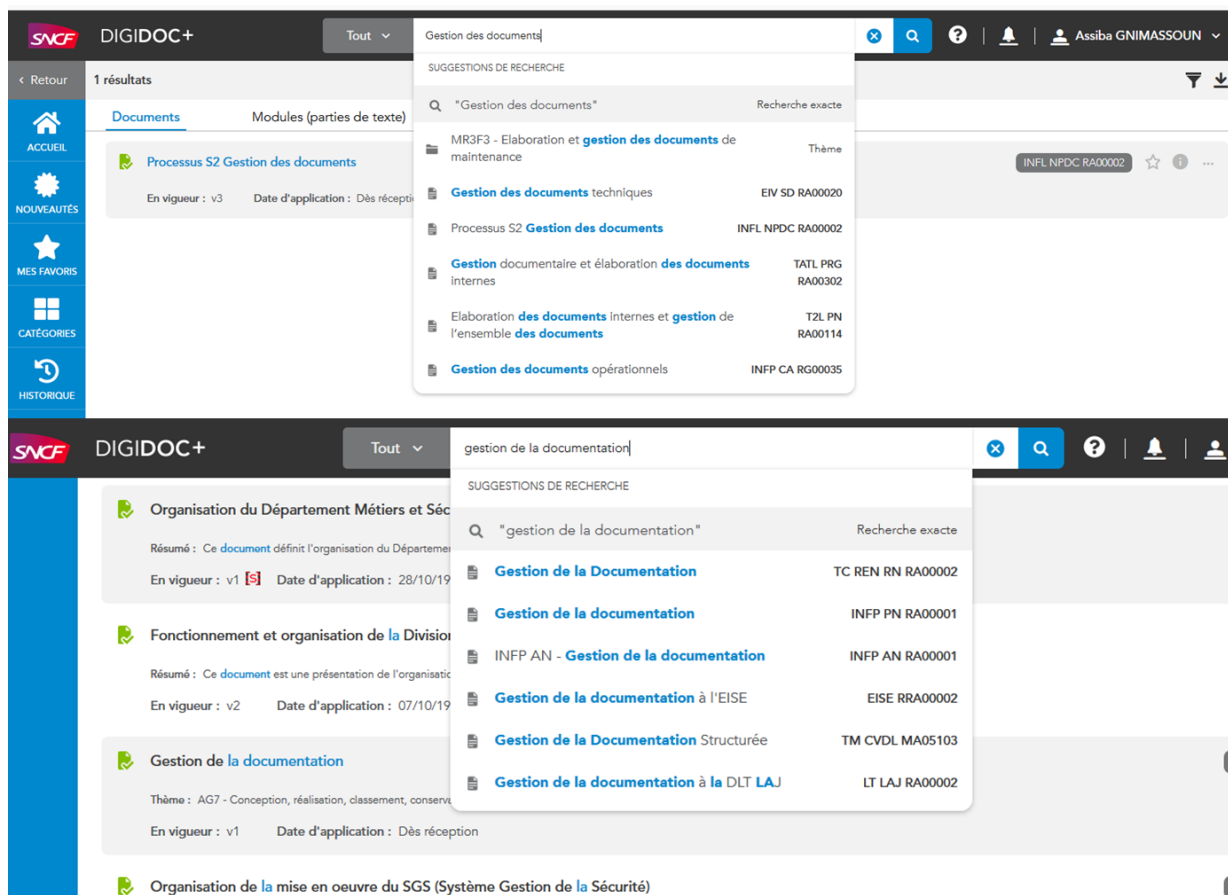 SNCF DIGIDOC+ Tout Gestion des documents Assiba GNIMASSOUN
SUGGESTIONS DE RECHERCHE
Retour 1 résultats
"Gestion des documents" Recherche exacte
Documents Modules (parties de texte)
ACCUEIL
MR3F3 - Elaboration et gestion des documents de
maintenance Thème
Processus S2 Gestion des documents INFL NPDC RA00002
En vigueur : v3 Date d'application : Dès récepti
Gestion des documents techniques EIV SD RA00020
NOUVEAUTÉS
Processus S2 Gestion des documents INFL NPDC RA00002
MES FAVORIS
Gestion documentaire et élaboration des documents TATL PRG
internes RA00302
CATÉGORIES
Elaboration des documents internes et gestion de T2L PN
l'ensemble des documents RA00114
Gestion des documents opérationnels INFP CA RG00035
HISTORIQUE
SNCF DIGIDOC+ Tout gestion de la documentation
SUGGESTIONS DE RECHERCHE
Organisation du Département Métiers et Séc
"gestion de la documentation" Recherche exacte
Résumé : Ce document définit l'organisation du Départeme
En vigueur : v1 [S] Date d'application : 28/10/19
Gestion de la Documentation TC REN RN RA00002
Gestion de la documentation INFP PN RA00001
Fonctionnement et organisation de la Division
INFP AN - Gestion de la documentation INFP AN RA00001
Résumé : Ce document est une présentation de l'organisatio
En vigueur : v2 Date d'application : 07/10/19
Gestion de la documentation à l'EISE EISE RRA00002
Gestion de la Documentation Structurée TM CVDL MA05103
Gestion de la documentation
Gestion de la documentation à la DLT LAJ LT LAJ RA00002
Thème : AG7 - Conception, réalisation, classement, conserva
En vigueur : v1 Date d'application : Dès réception
Organisation de la mise en oeuvre du SGS (Système Gestion de la Sécurité)